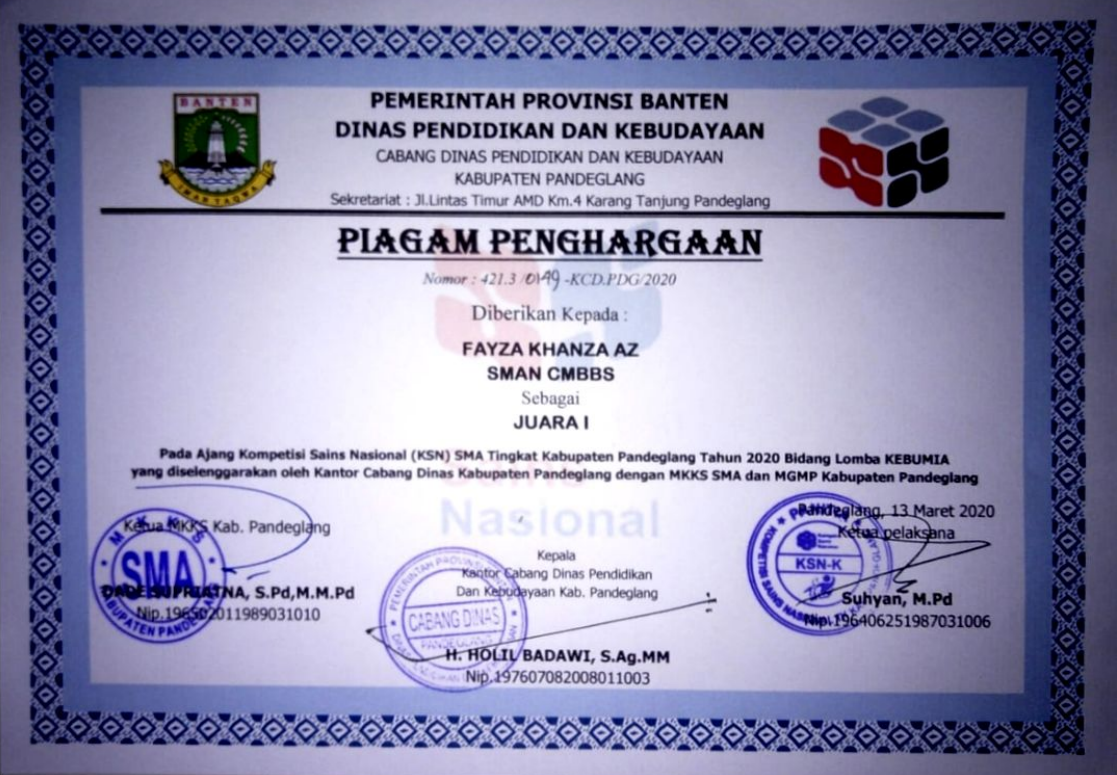 BANTEN
IMAN TAQWA
PEMERINTAH PROVINSI BANTEN
DINAS PENDIDIKAN DAN KEBUDAYAAN
CABANG DINAS PENDIDIKAN DAN KEBUDAYAAN
KABUPATEN PANDEGLANG
Sekretariat : Jl.Lintas Timur AMD Km.4 Karang Tanjung Pandeglang
PIAGAM PENGHARGAAN
Nomor : 421.3 /0149 -KCD.PDG/2020
Diberikan Kepada :
FAYZA KHANZA AZ
SMAN CMBBS
Sebagai
JUARA I
Pada Ajang Kompetisi Sains Nasional (KSN) SMA Tingkat Kabupaten Pandeglang Tahun 2020 Bidang Lomba KEBUMIA
yang diselenggarakan oleh Kantor Cabang Dinas Kabupaten Pandeglang dengan MKKS SMA dan MGMP Kabupaten Pandeglang
Sains
Nasional
Ketua MKKS Kab. Pandeglang
MKKS
SMA
KABUPATEN PANDEGLANG
DADE SUPRIATNA, S.Pd,M.M.Pd
Nip.196502011989031010
Kepala
Kantor Cabang Dinas Pendidikan
Dan Kebudayaan Kab. Pandeglang
PEMERINTAH PROVINSI
CABANG DINAS
PANDEGLANG
H. HOLIL BADAWI, S.Ag.MM
Nip.197607082008011003
Pandeglang, 13 Maret 2020
Ketua pelaksana
PANITIA
KOMPETISI SAINS NASIONAL
KSN-K
Suhyan, M.Pd
Nip.196406251987031006